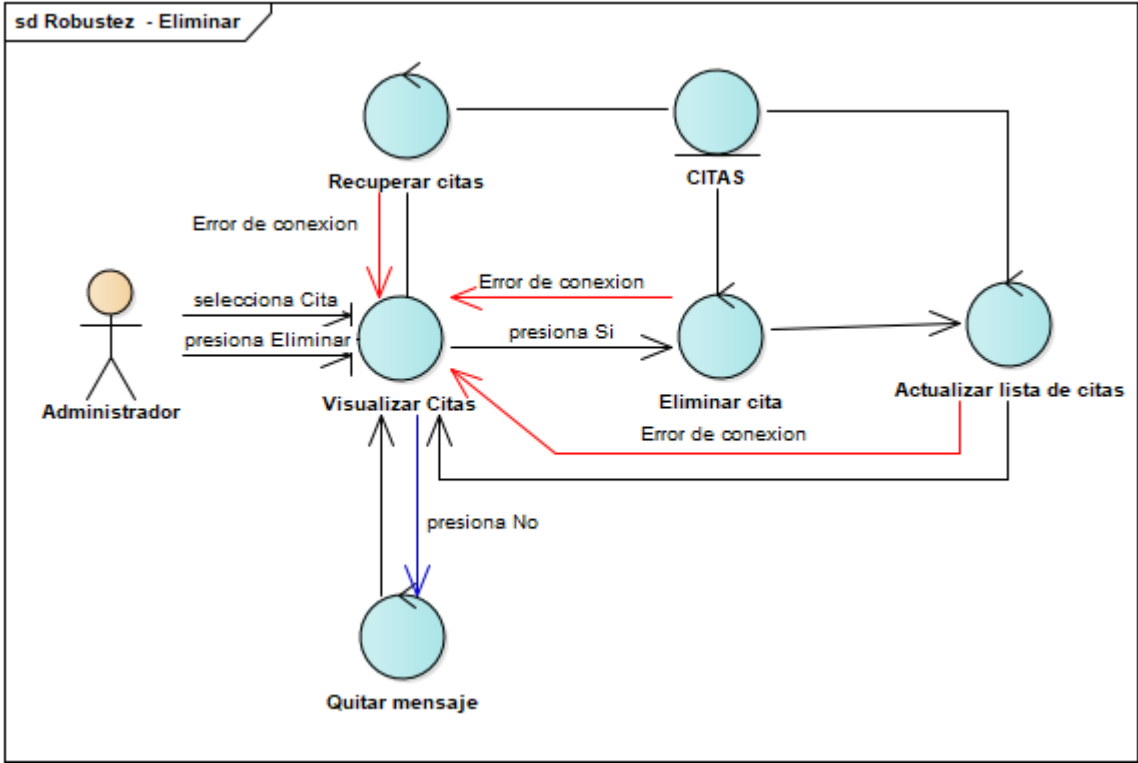 sd Robustez - Eliminar
Recuperar citas
CITAS
Error de conexion
selecciona Cita
Error de conexion
presiona Eliminar
presiona Si
Administrador
Visualizar Citas
Eliminar cita
Actualizar lista de citas
Error de conexion
presiona No
Quitar mensaje